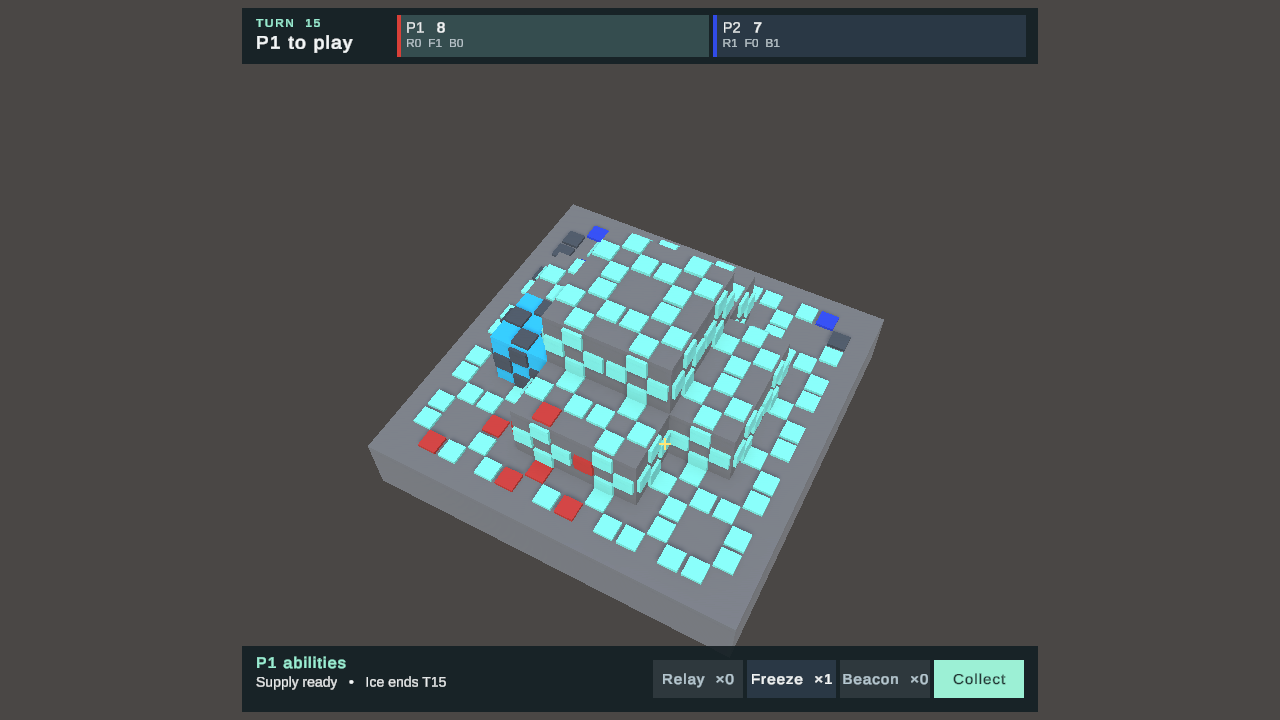 TURN 15
P1 to play
P1 8
R0 F1 B0
P2 7
R1 F0 B1
P1 abilities
Supply ready • Ice ends T15
Relay ×0
Freeze ×1
Beacon ×0
Collect